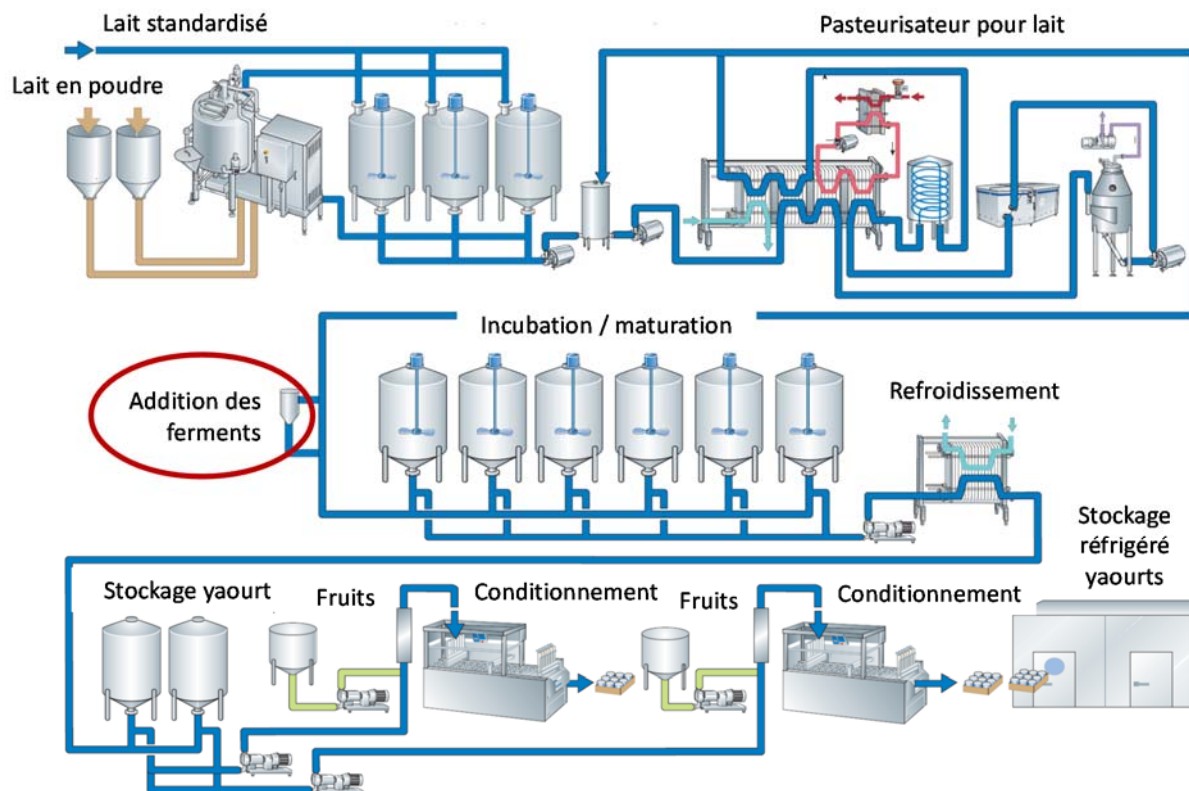 Lait standardisé
Pasteurisateur pour lait
Lait en poudre
Incubation / maturation
Addition des
ferments
Refroidissement
Stockage
réfrigéré
yaourts
Stockage yaourt
Fruits
Conditionnement
Fruits
Conditionnement